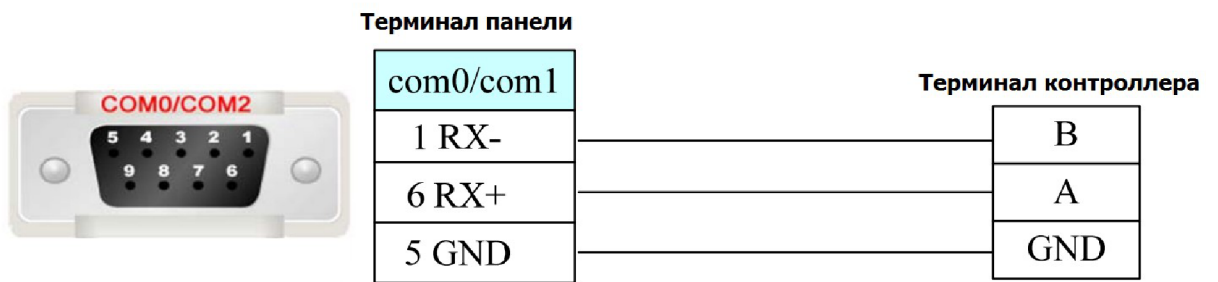 Терминал панели
COM0/COM2
5 4 3 2 1
9 8 7 6
com0/com1
1 RX-
6 RX+
5 GND
Терминал контроллера
B
A
GND